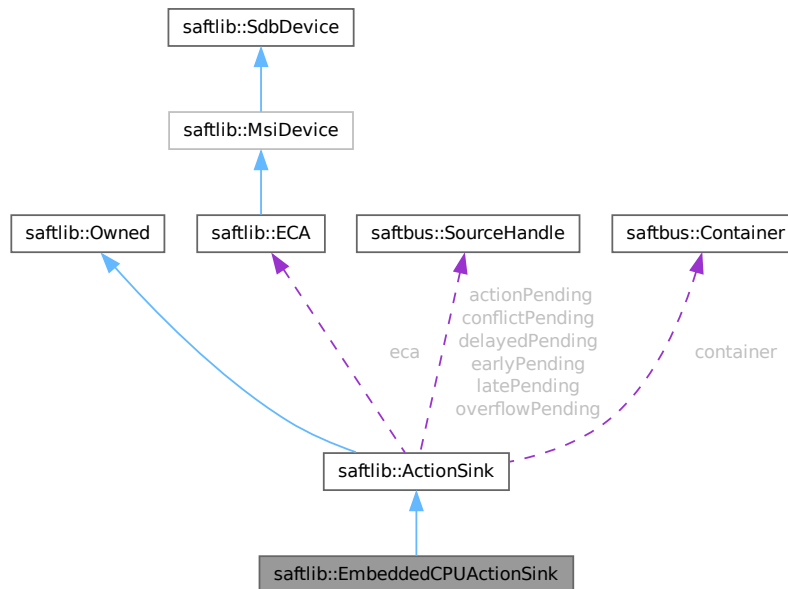 saftlib::SdbDevice
saftlib::MsiDevice
saftlib::Owned
saftlib::ECA
saftbus::SourceHandle
saftbus::Container
actionPending
conflictPending
delayedPending
earlyPending
latePending
overflowPending
eca
container
saftlib::ActionSink
saftlib::EmbeddedCPUActionSink